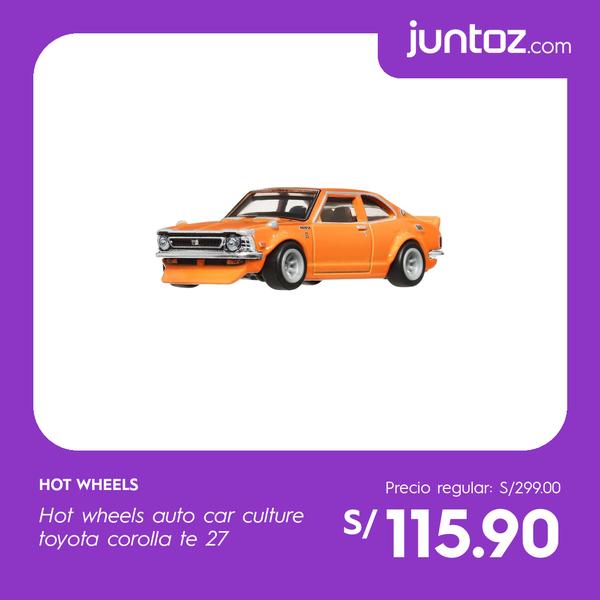 juntoz.com
HOT WHEELS
Hot wheels auto car culture
toyota corolla te 27
Precio regular: S/299.00
S/115.90